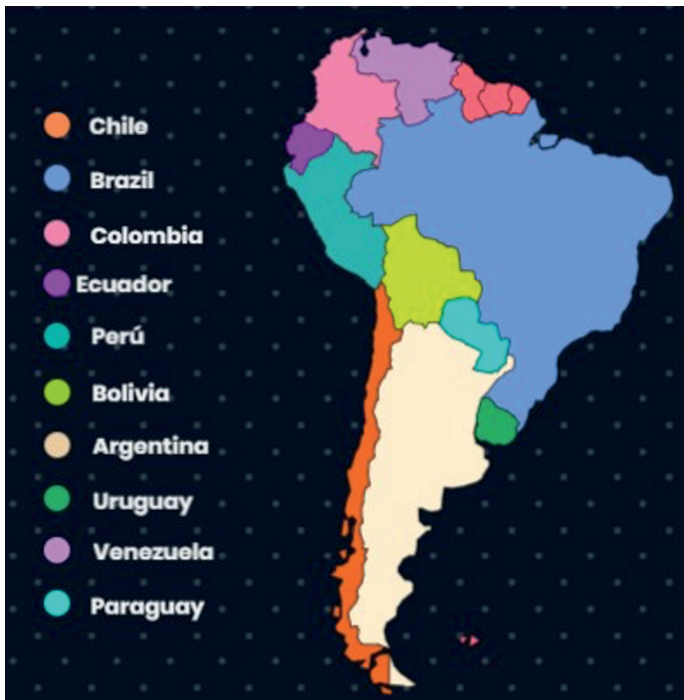 Chile
Brazil
Colombia
Ecuador
Perú
Bolivia
Argentina
Uruguay
Venezuela
Paraguay